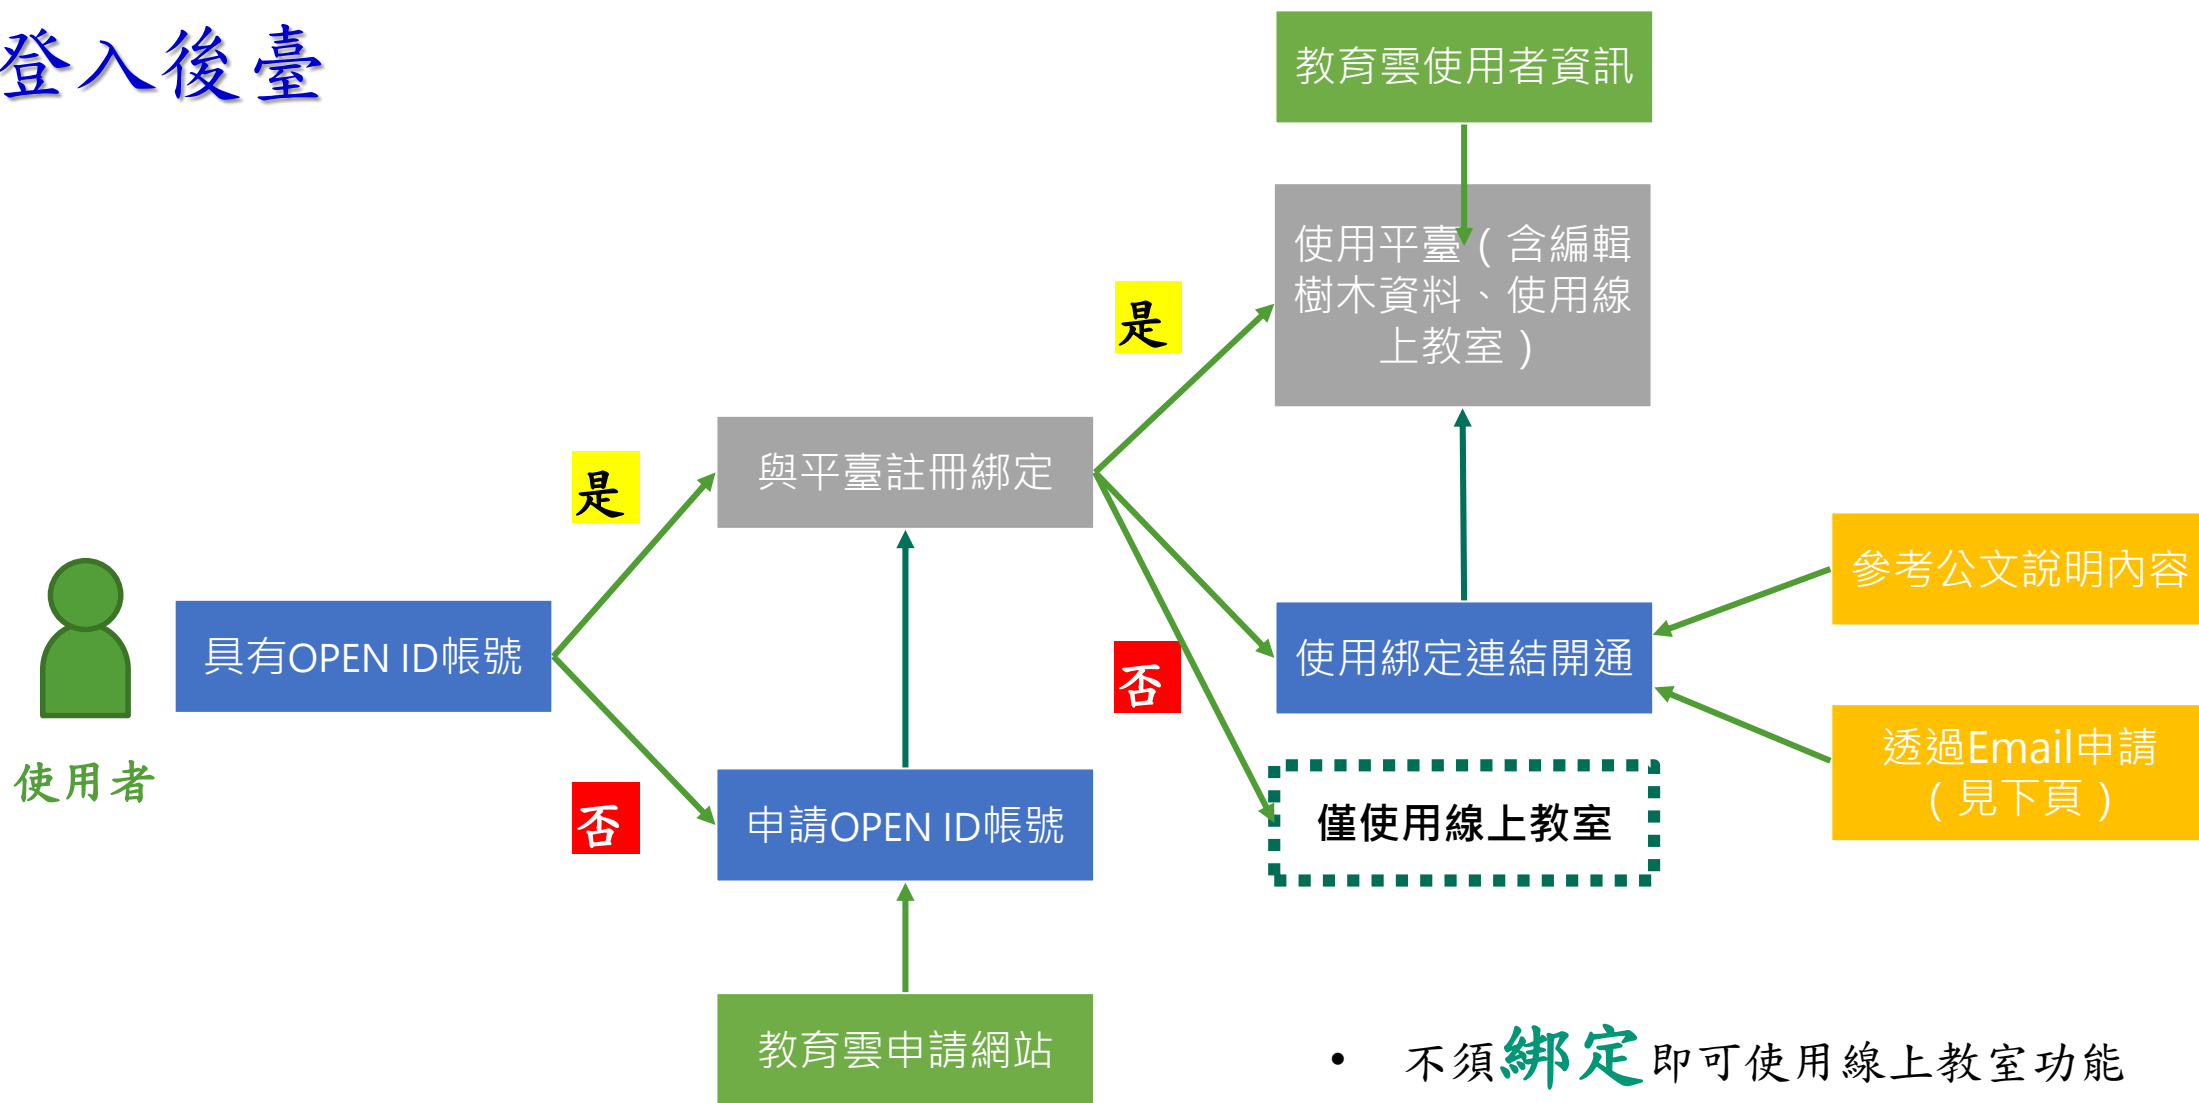 登入後臺
教育雲使用者資訊
使用平臺（含編輯
樹木資料、使用線
上教室）
是
與平臺註冊綁定
是
參考公文說明內容
具有OPEN ID帳號
使用綁定連結開通
否
透過Email申請
（見下頁）
使用者
否
申請OPEN ID帳號
僅使用線上教室
教育雲申請網站
• 不須綁定即可使用線上教室功能